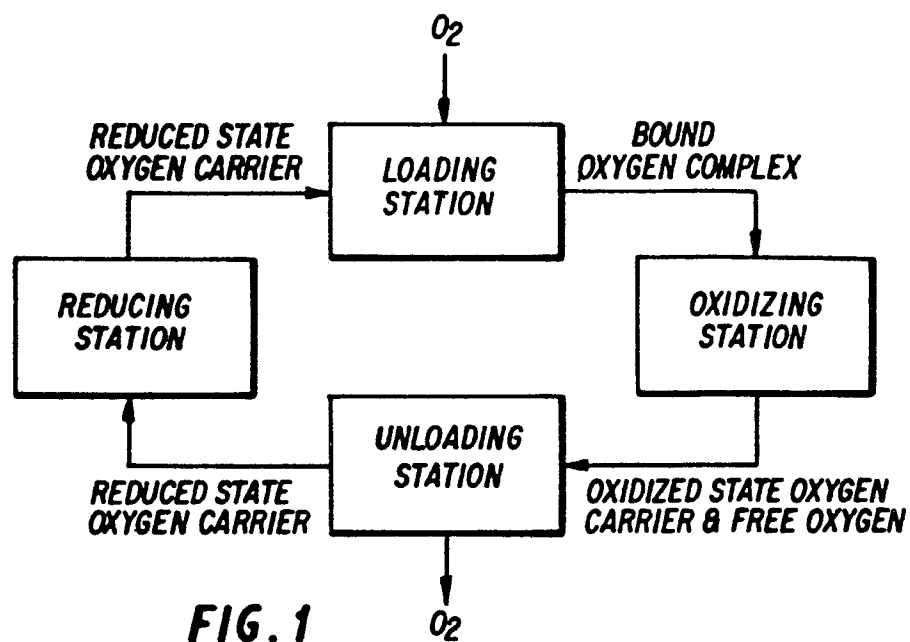 O2
REDUCED STATE
OXYGEN CARRIER
LOADING
STATION
BOUND
OXYGEN COMPLEX
REDUCING
STATION
OXIDIZING
STATION
UNLOADING
STATION
REDUCED STATE
OXYGEN CARRIER
OXIDIZED STATE OXYGEN
CARRIER & FREE OXYGEN
FIG. 1
O2